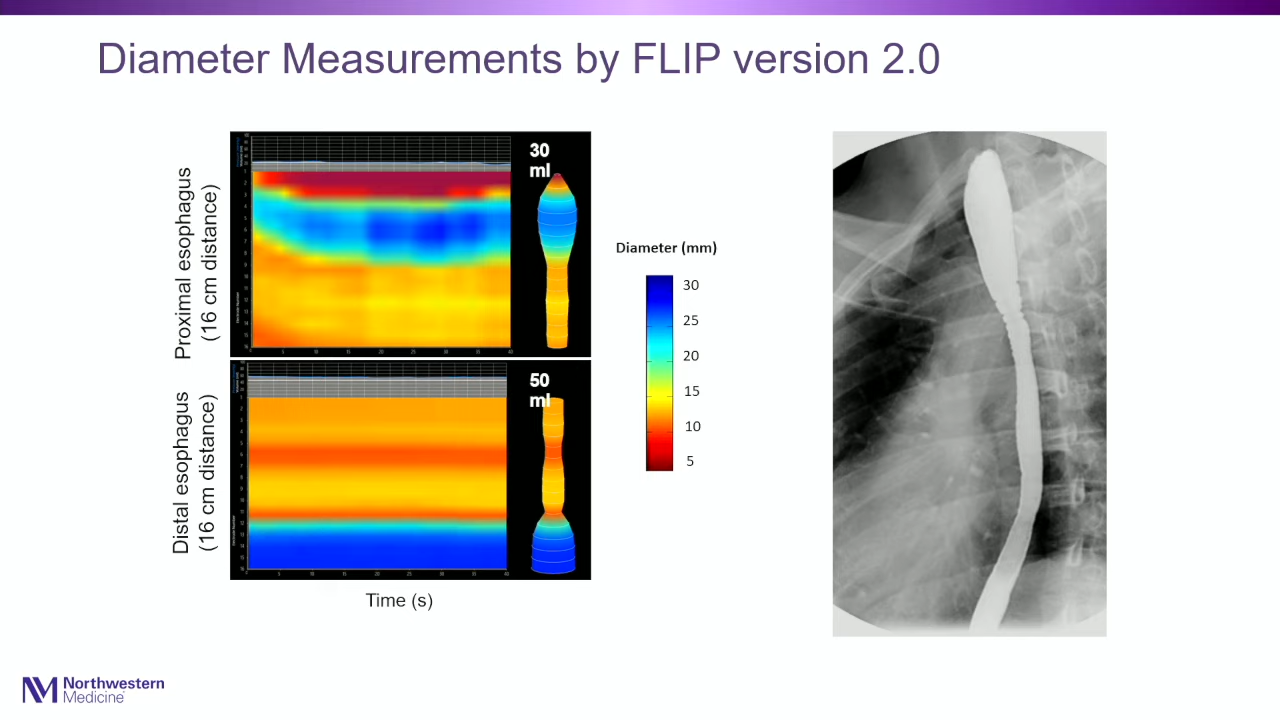 Diameter Measurements by FLIP version 2.0
Proximal esophagus
(16 cm distance)
30
ml
Diameter (mm)
30
25
20
15
10
5
Distal esophagus
(16 cm distance)
50
ml
Time (s)
Northwestern
Medicine